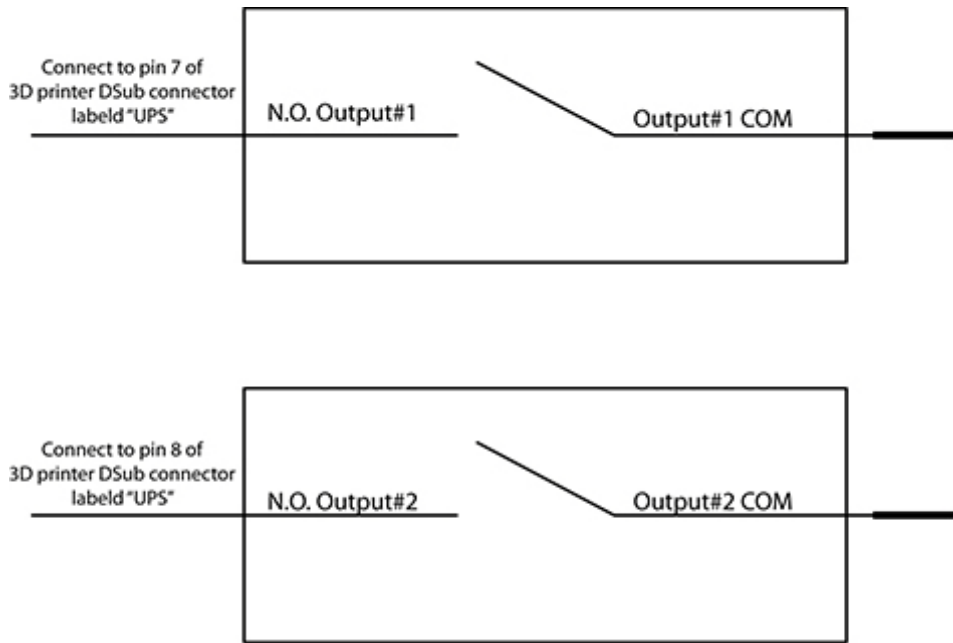 Connect to pin 7 of
3D printer DSub connector
labeld "UPS"
N.O. Output#1
Output#1 COM
Connect to pin 8 of
3D printer DSub connector
labeld "UPS"
N.O. Output#2
Output#2 COM